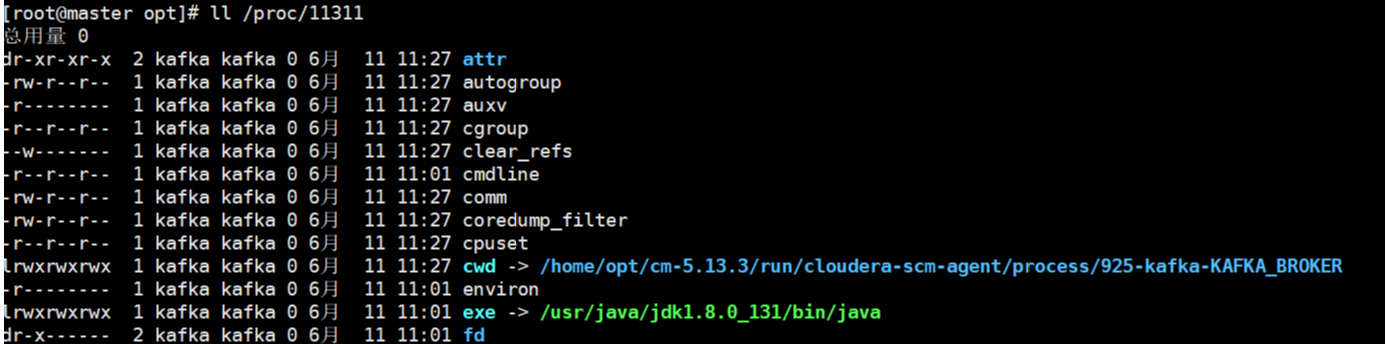 [root@master opt]# ll /proc/11311
总用量 0
dr-xr-xr-x  2 kafka kafka 0 6月  11 11:27 attr
-rw-r--r--  1 kafka kafka 0 6月  11 11:27 autogroup
-r--------  1 kafka kafka 0 6月  11 11:27 auxv
-r--r--r--  1 kafka kafka 0 6月  11 11:27 cgroup
--w-------  1 kafka kafka 0 6月  11 11:27 clear_refs
-r--r--r--  1 kafka kafka 0 6月  11 11:01 cmdline
-rw-r--r--  1 kafka kafka 0 6月  11 11:27 comm
-rw-r--r--  1 kafka kafka 0 6月  11 11:27 coredump_filter
-r--r--r--  1 kafka kafka 0 6月  11 11:27 cpuset
lrwxrwxrwx  1 kafka kafka 0 6月  11 11:27 cwd -> /home/opt/cm-5.13.3/run/cloudera-scm-agent/process/925-kafka-KAFKA_BROKER
-r--------  1 kafka kafka 0 6月  11 11:01 environ
lrwxrwxrwx  1 kafka kafka 0 6月  11 11:01 exe -> /usr/java/jdk1.8.0_131/bin/java
dr-x------  2 kafka kafka 0 6月  11 11:01 fd